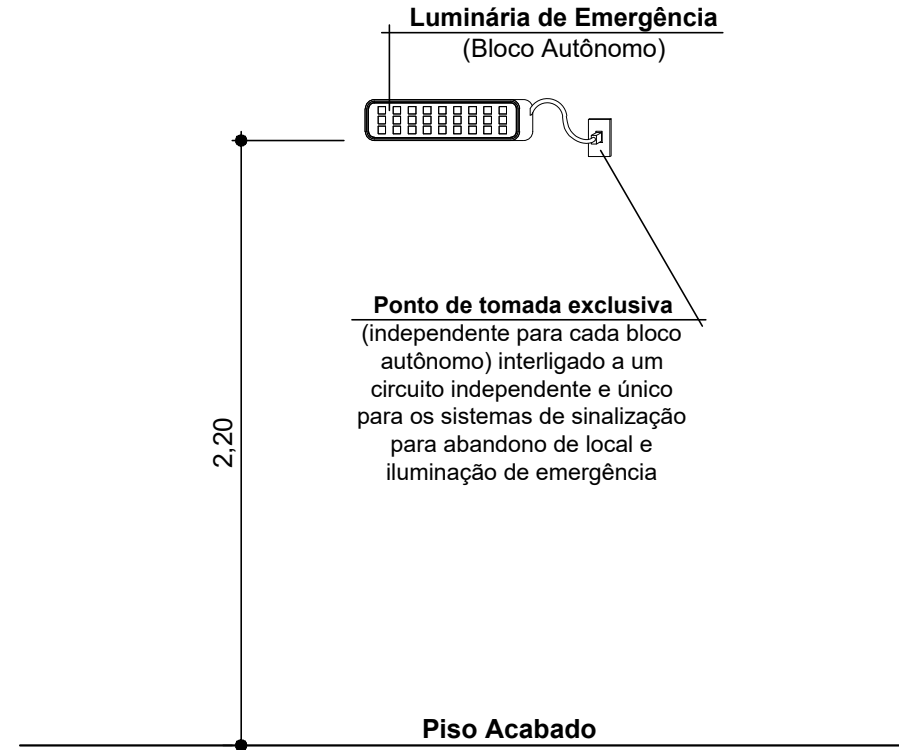 Luminária de Emergência
(Bloco Autônomo)
Ponto de tomada exclusiva
(independente para cada bloco
autônomo) interligado a um
circuito independente e único
para os sistemas de sinalização
para abandono de local e
iluminação de emergência
2,20
Piso Acabado